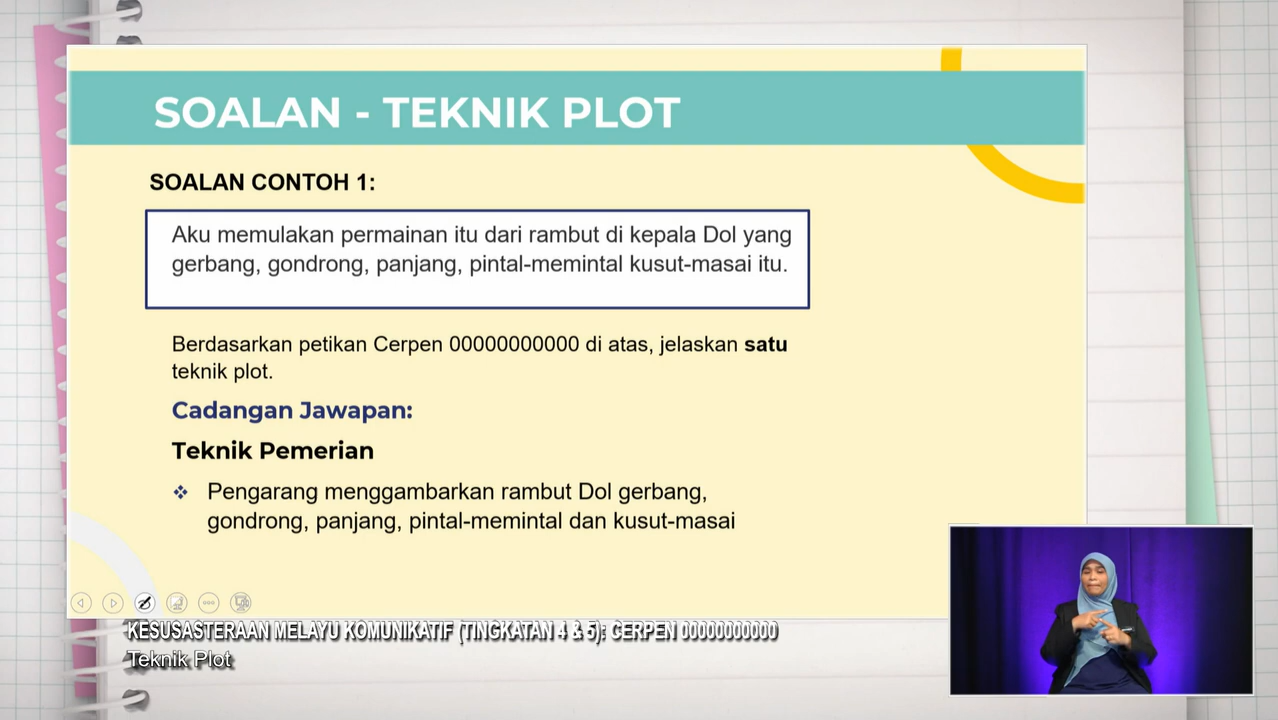 SOALAN - TEKNIK PLOT
SOALAN CONTOH 1:
Aku memulakan permainan itu dari rambut di kepala Dol yang
gerbang, gondrong, panjang, pintal-memintal kusut-masai itu.
Berdasarkan petikan Cerpen 00000000000 di atas, jelaskan satu
teknik plot.
Cadangan Jawapan:
Teknik Pemerian
Pengarang menggambarkan rambut Dol gerbang,
gondrong, panjang, pintal-memintal dan kusut-masai
KESUSASTERAAN MELAYU KOMUNIKATIF (TINGKATAN 4 & 5): CERPEN 00000000000
Teknik Plot